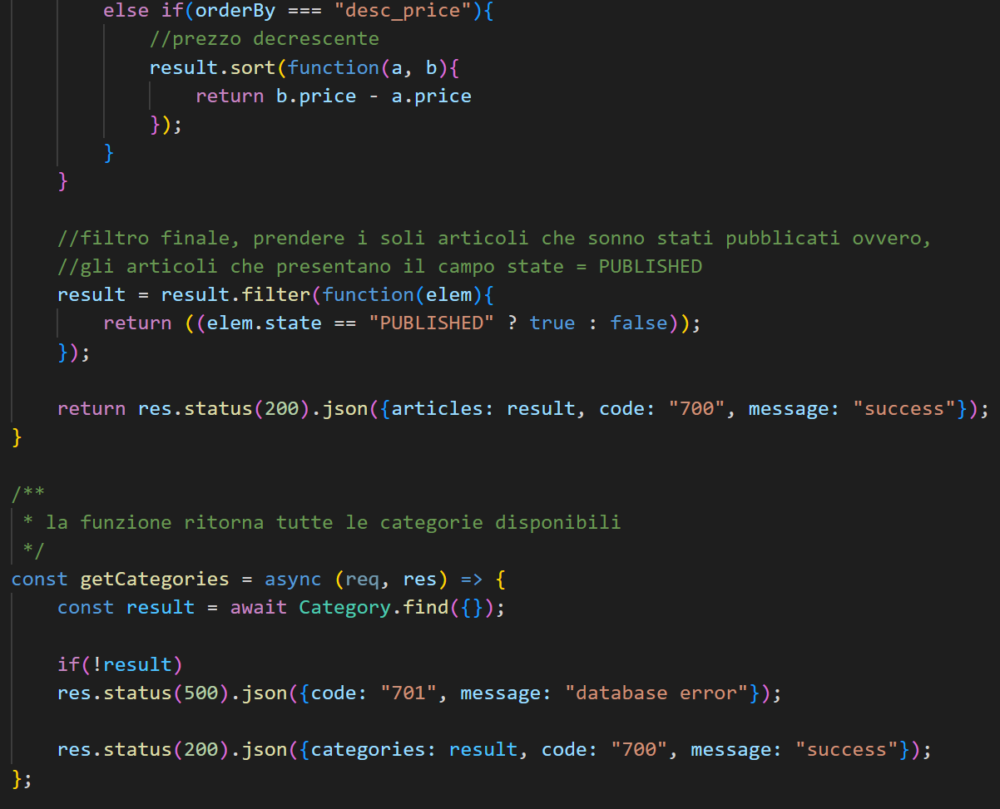 else if(orderBy === "desc_price"){
//prezzo decrescente
result.sort(function(a, b){
return b.price - a.price
});
}
}
//filtro finale, prendere i soli articoli che sonno stati pubblicati ovvero,
//gli articoli che presentano il campo state = PUBLISHED
result = result.filter(function(elem){
return ((elem.state == "PUBLISHED" ? true : false));
});
return res.status(200).json({articles: result, code: "700", message: "success"});
}
/**
* la funzione ritorna tutte le categorie disponibili
*/
const getCategories = async (req, res) => {
const result = await Category.find({});
if(!result)
res.status(500).json({code: "701", message: "database error"});
res.status(200).json({categories: result, code: "700", message: "success"});
};